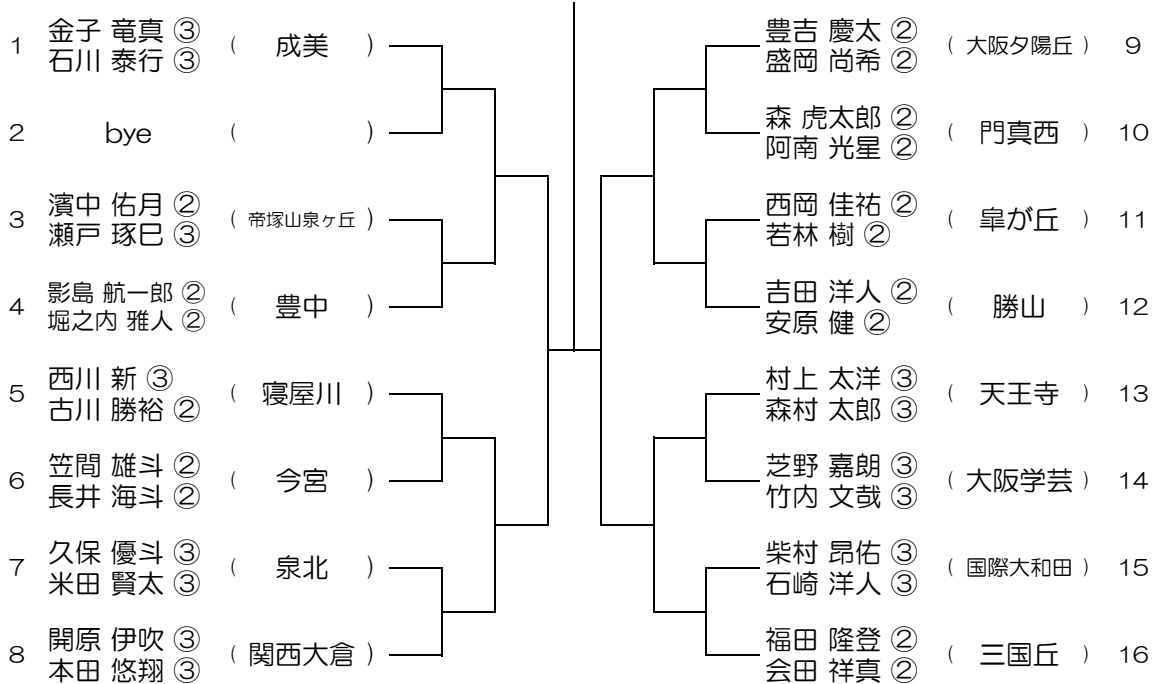 1 金子 竜真 ③ ( 成美 )
石川 泰行 ③
2 bye ( )
3 濱中 佑月 ② ( 帝塚山泉ヶ丘 )
瀬戸 琢巳 ③
4 影島 航一郎 ② ( 豊中 )
堀之内 雅人 ②
5 西川 新 ③ ( 寝屋川 )
古川 勝裕 ②
6 笠間 雄斗 ② ( 今宮 )
長井 海斗 ②
7 久保 優斗 ③ ( 泉北 )
米田 賢太 ③
8 開原 伊吹 ③ ( 関西大倉 )
本田 悠翔 ③
豊吉 慶太 ② ( 大阪夕陽丘 ) 9
盛岡 尚希 ②
森 虎太郎 ② ( 門真西 ) 10
阿南 光星 ②
西岡 佳祐 ② ( 皐が丘 ) 11
若林 樹 ②
吉田 洋人 ② ( 勝山 ) 12
安原 健 ②
村上 太洋 ③ ( 天王寺 ) 13
森村 太郎 ③
芝野 嘉朗 ③ ( 大阪学芸 ) 14
竹内 文哉 ③
柴村 昂佑 ③ ( 国際大和田 ) 15
石崎 洋人 ③
福田 隆登 ② ( 三国丘 ) 16
会田 祥真 ②